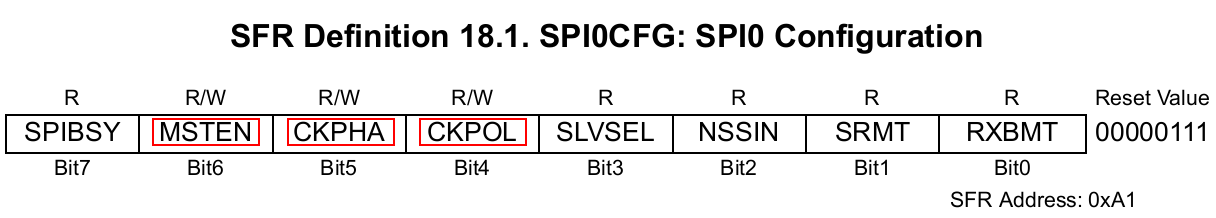 SFR Definition 18.1. SPI0CFG: SPI0 Configuration
R R/W R/W R/W R R R R Reset Value
SPIBSY MSTEN CKPHA CKPOL SLVSEL NSSIN SRMT RXBMT 00000111
Bit7 Bit6 Bit5 Bit4 Bit3 Bit2 Bit1 Bit0
SFR Address: 0xA1